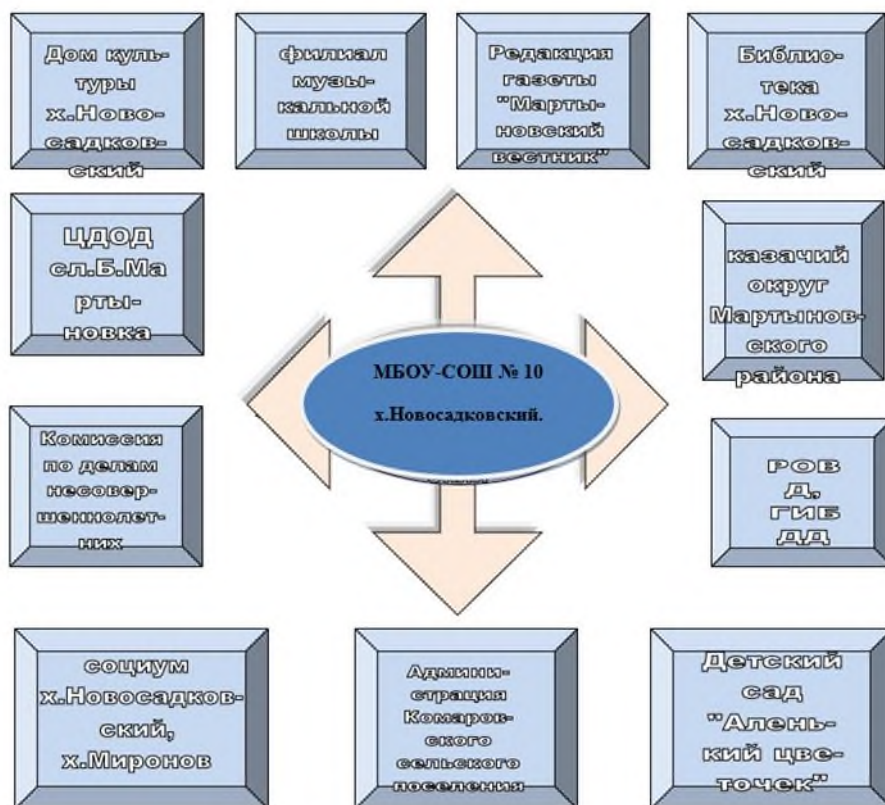 Дом куль-
туры
х.Ново-
садков-
ский
филиал
музы-
кальной
школы
Редакция
газеты
"Марты-
новский
вестник"
Библио-
тека
х.Ново-
садков-
ский
ЦДОД
сл.Б.Ма
рты-
новка
казачий
округ
Мартынов-
ского
района
МБОУ-СОШ № 10
х.Новосадковский.
Комиссия
по делам
несовер-
шеннолет-
них
РОВ
Д,
ГИБ
ДД
социум
х.Новосадков-
ский,
х.Миронов
Админи-
страция
Комаров-
ского
сельского
поселения
Детский
сад
"Алень-
кий цве-
точек"